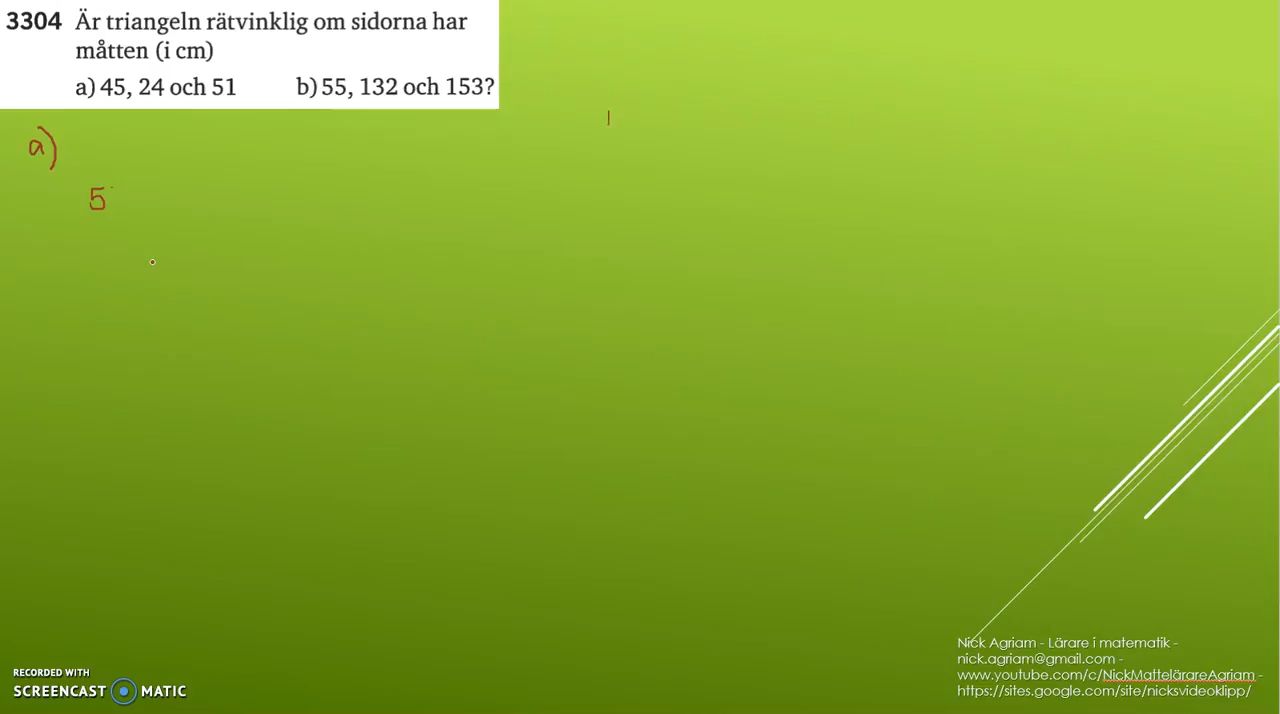 3304 Är triangeln rätvinklig om sidorna har
måtten (i cm)
a) 45, 24 och 51 b) 55, 132 och 153?
a)
5
Nick Agriam - Lärare i matematik -
nick.agriam@gmail.com -
www.youtube.com/c/NickMattelärareAgriam -
https://sites.google.com/site/nicksvideoklipp/
RECORDED WITH
SCREENCAST MATIC